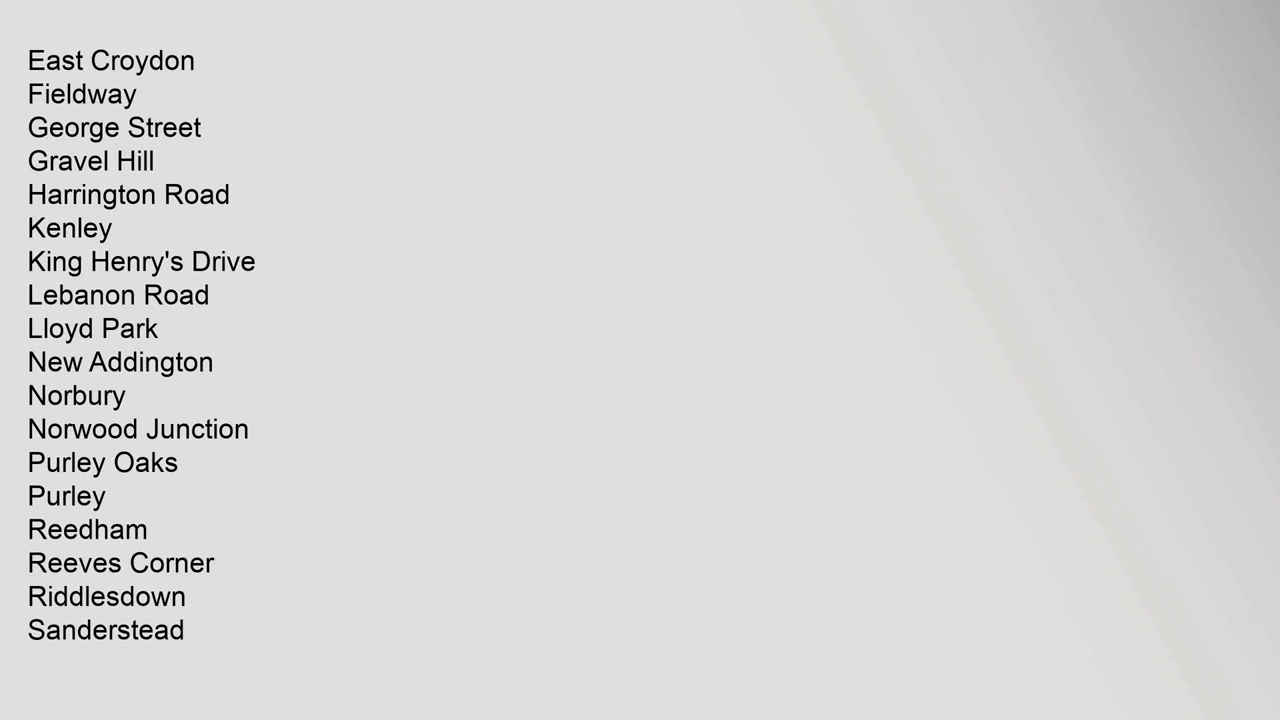 East Croydon
Fieldway
George Street
Gravel Hill
Harrington Road
Kenley
King Henry's Drive
Lebanon Road
Lloyd Park
New Addington
Norbury
Norwood Junction
Purley Oaks
Purley
Reedham
Reeves Corner
Riddlesdown
Sanderstead